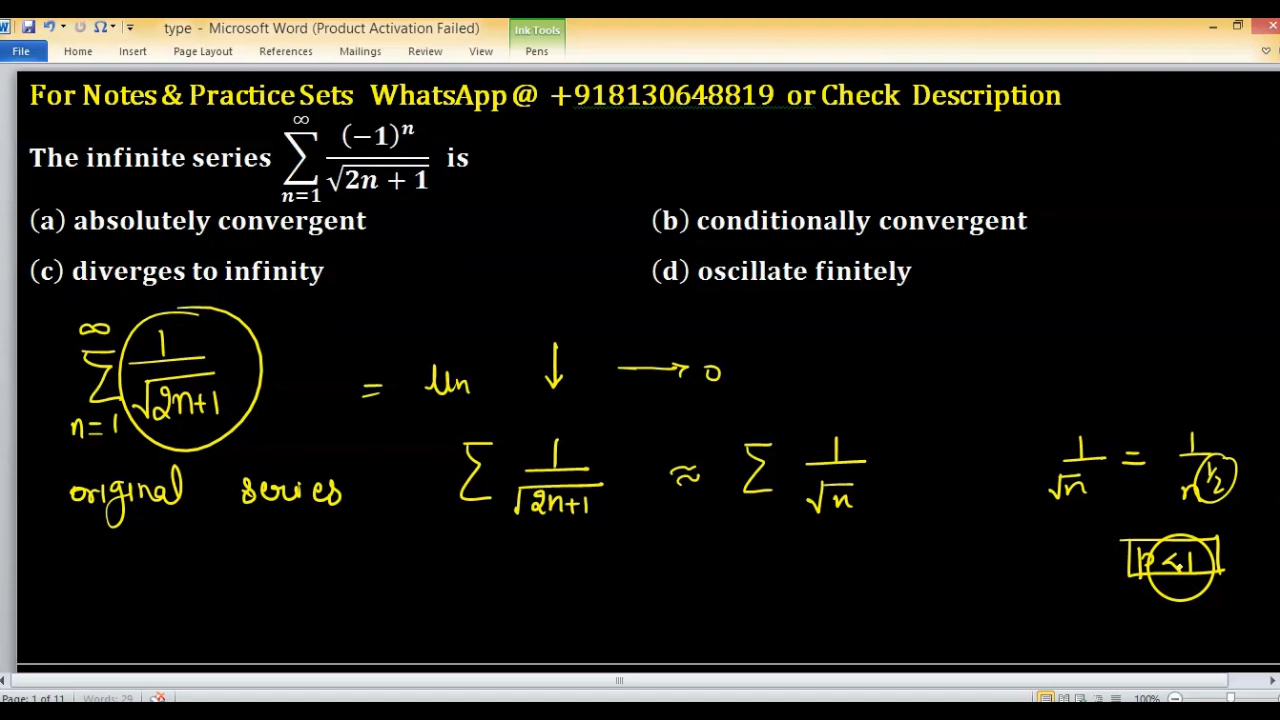 type - Microsoft Word (Product Activation Failed)
Ink Tools
File Home Insert Page Layout References Mailings Review View Pens
For Notes & Practice Sets WhatsApp @ +918130648819 or Check Description
The infinite series ∑_{n=1}^{∞} (−1)^n / √(2n + 1) is
(a) absolutely convergent (b) conditionally convergent
(c) diverges to infinity (d) oscillate finitely
∑_{n=1}^{∞} 1/√(2n+1) = un ↓ → 0
original series ∑ 1/√(2n+1) ≈ ∑ 1/√n 1/√n = 1/n^{1/2}
p < 1
Page: 1 of 11 Words: 29 100%